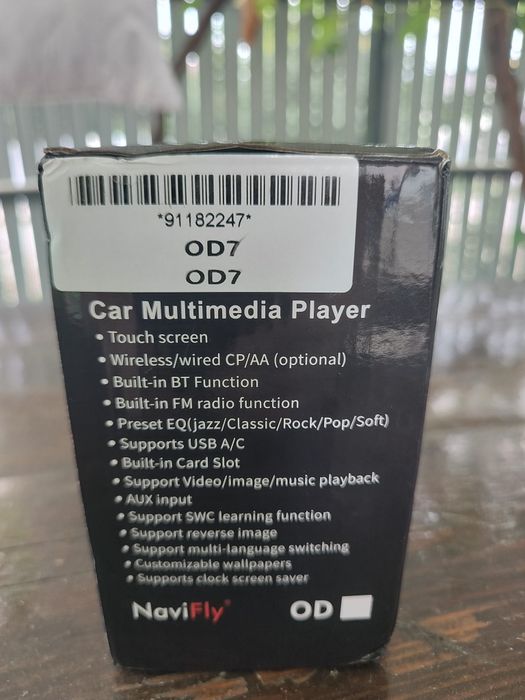 *91182247*
OD7
OD7
Car Multimedia Player
• Touch screen
• Wireless/wired CP/AA (optional)
• Built-in BT Function
• Built-in FM radio function
• Preset EQ(jazz/Classic/Rock/Pop/Soft)
• Supports USB A/C
• Built-in Card Slot
• Support Video/image/music playback
• AUX input
• Support SWC learning function
• Support reverse image
• Support multi-language switching
• Customizable wallpapers
• Supports clock screen saver
NaviFly® OD